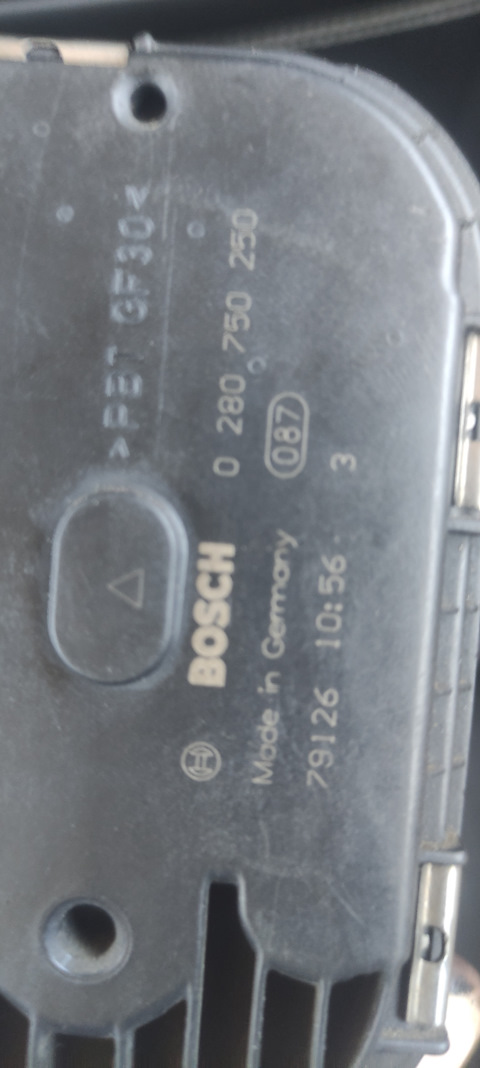 >PBT GF30<
BOSCH 0 280 750 250
Made in Germany 087
79126 10:56 3